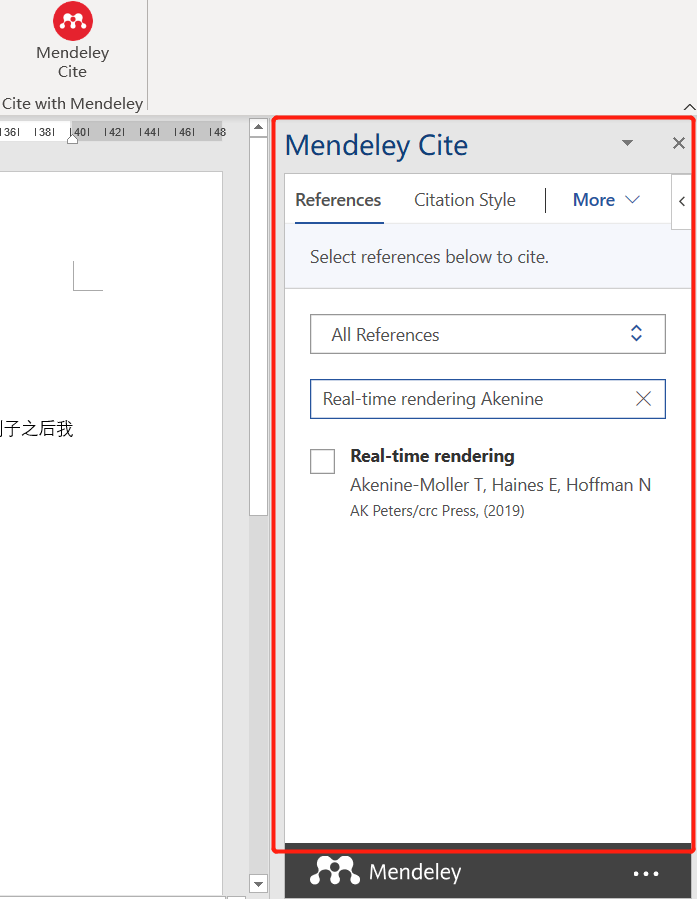 Mendeley
Cite
Cite with Mendeley
36 38 40 42 44 46 48
Mendeley Cite
References Citation Style More
Select references below to cite.
All References
Real-time rendering Akenine
Real-time rendering
Akenine-Moller T, Haines E, Hoffman N
AK Peters/crc Press, (2019)
子之后我
Mendeley